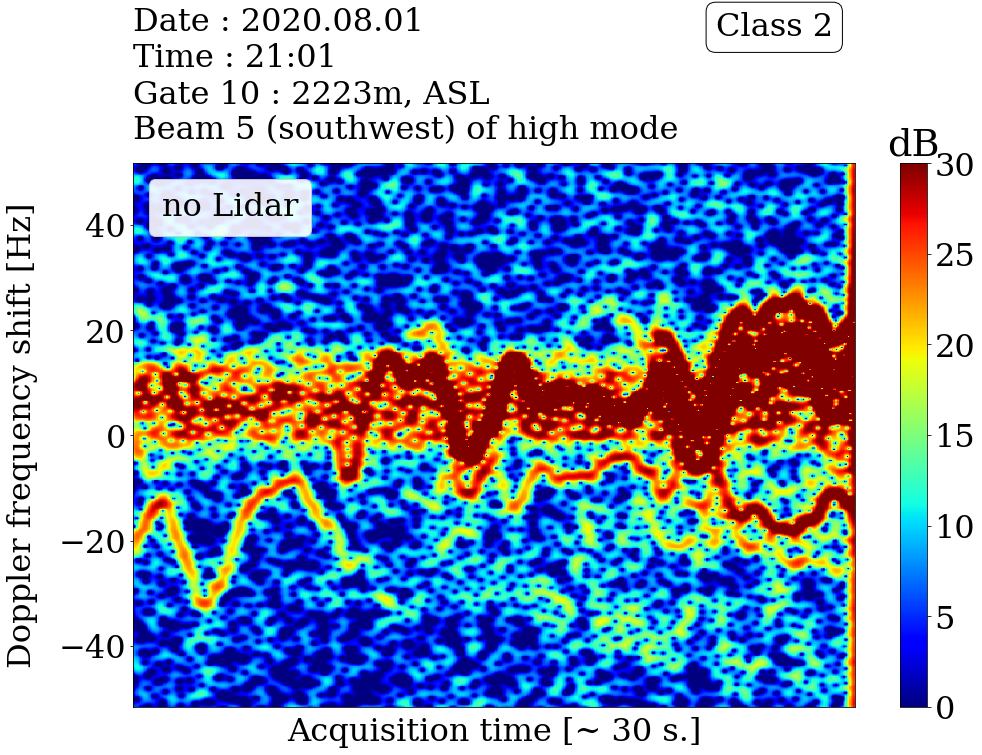 Date : 2020.08.01
Time : 21:01
Gate 10 : 2223m, ASL
Beam 5 (southwest) of high mode
Class 2
dB
no Lidar
Doppler frequency shift [Hz]
40
20
0
−20
−40
30
25
20
15
10
5
0
Acquisition time [~ 30 s.]